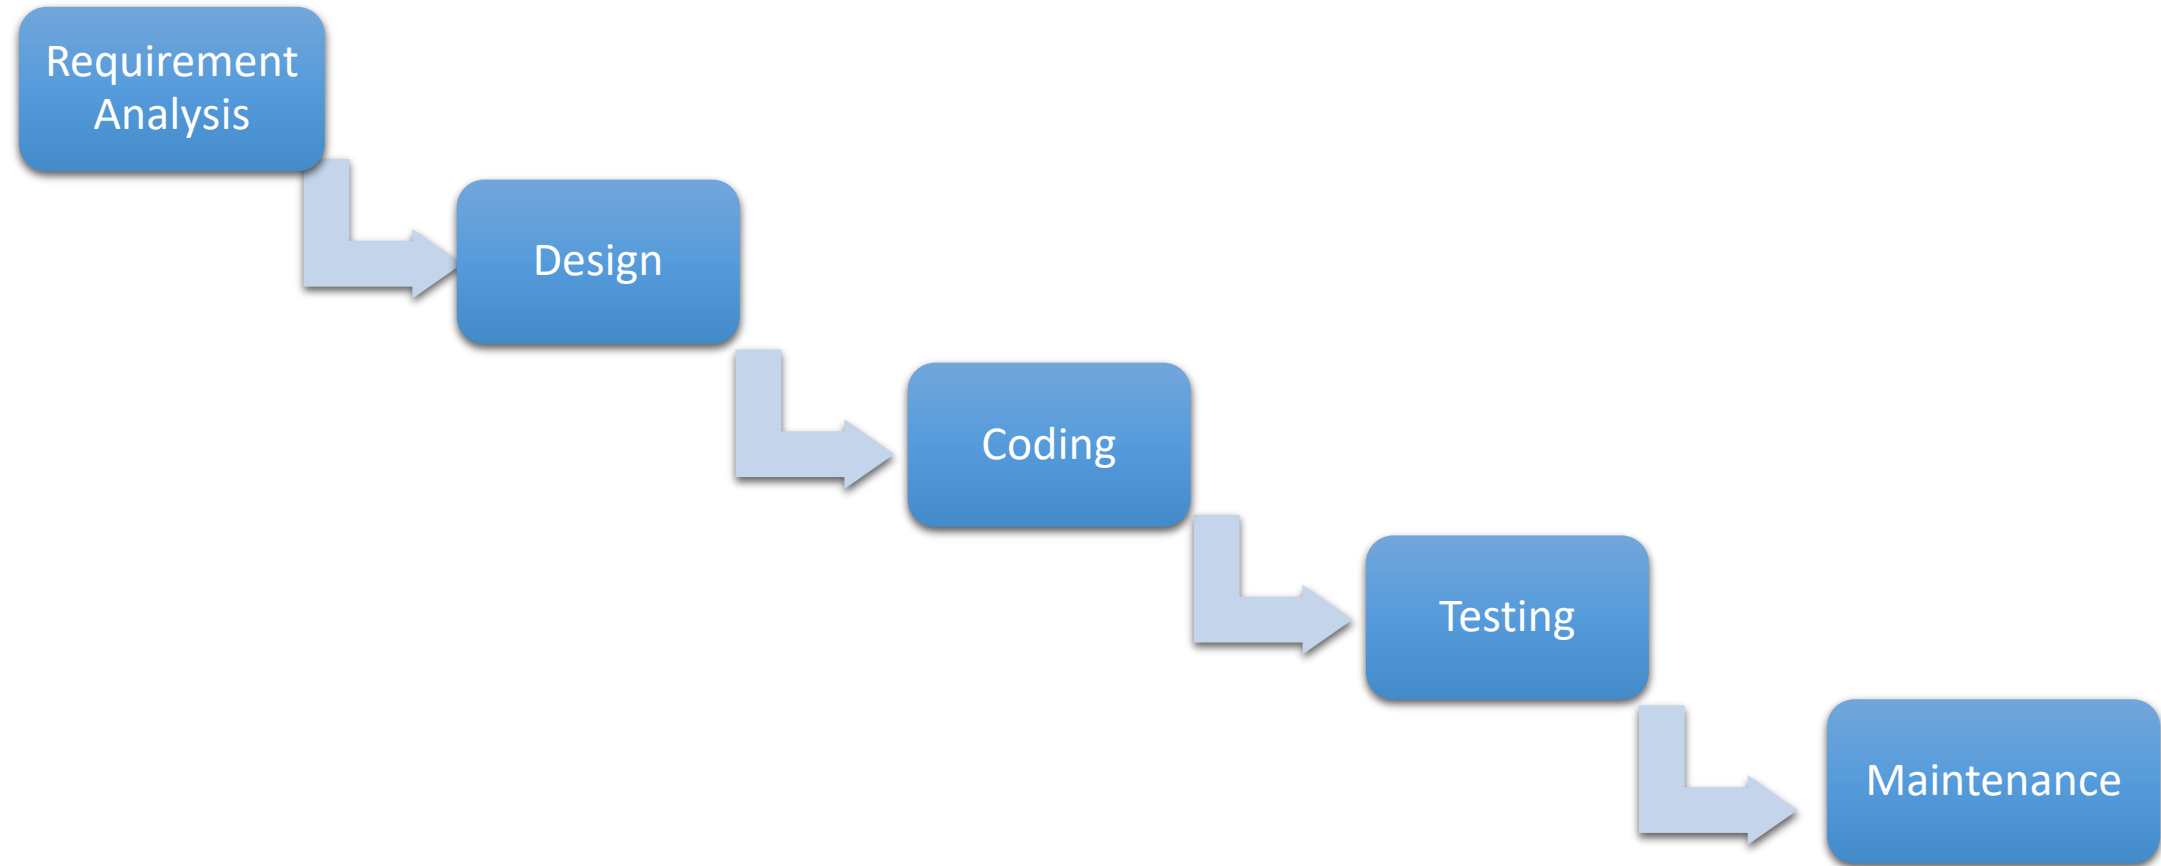 Requirement
Analysis
Design
Coding
Testing
Maintenance